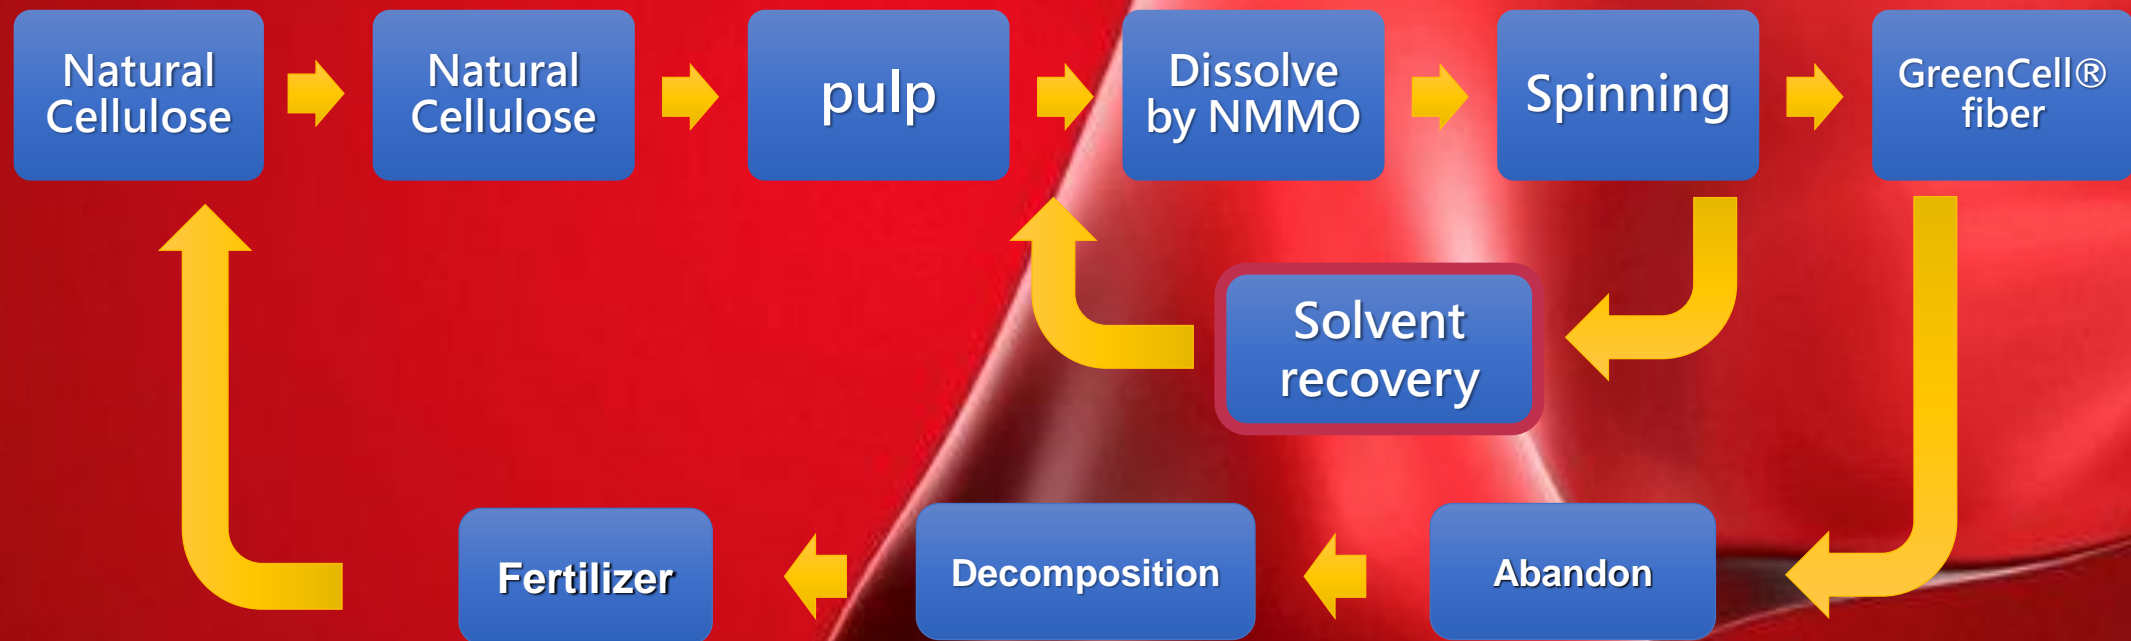 Natural
Cellulose
Natural
Cellulose
pulp
Dissolve
by NMMO
Spinning
GreenCell®
fiber
Solvent
recovery
Fertilizer
Decomposition
Abandon